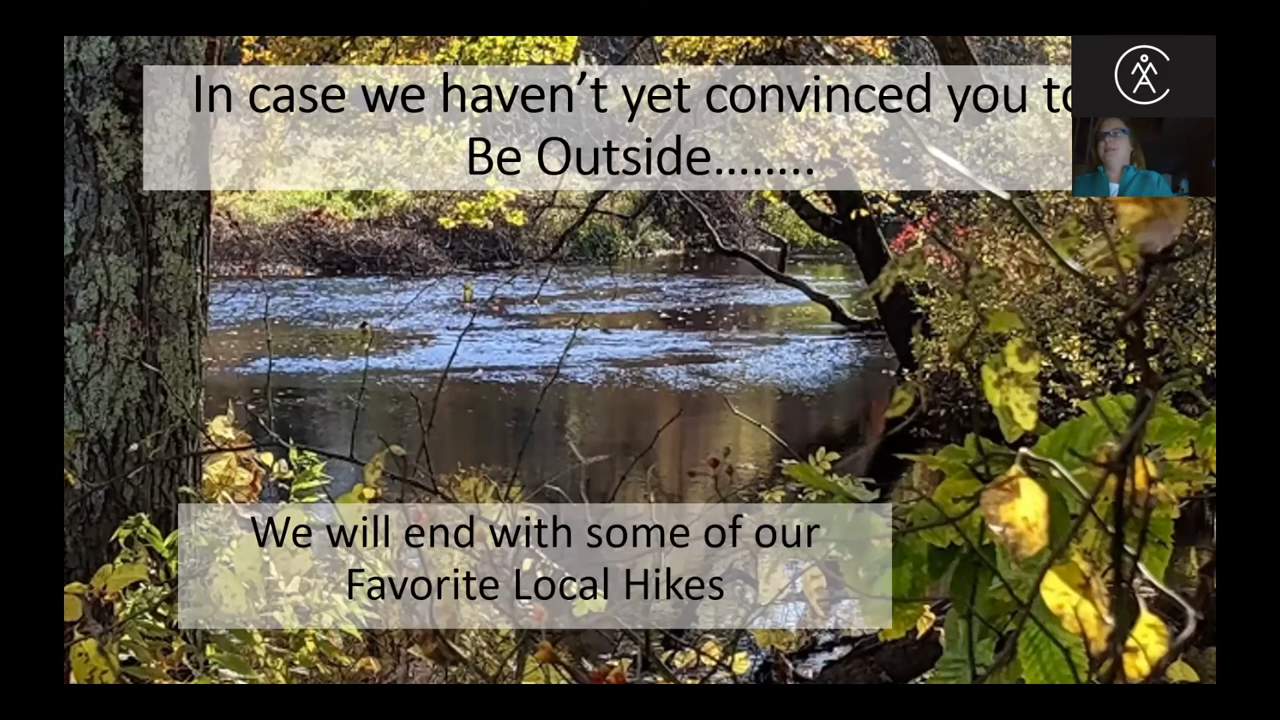 In case we haven’t yet convinced you to
Be Outside........
We will end with some of our
Favorite Local Hikes